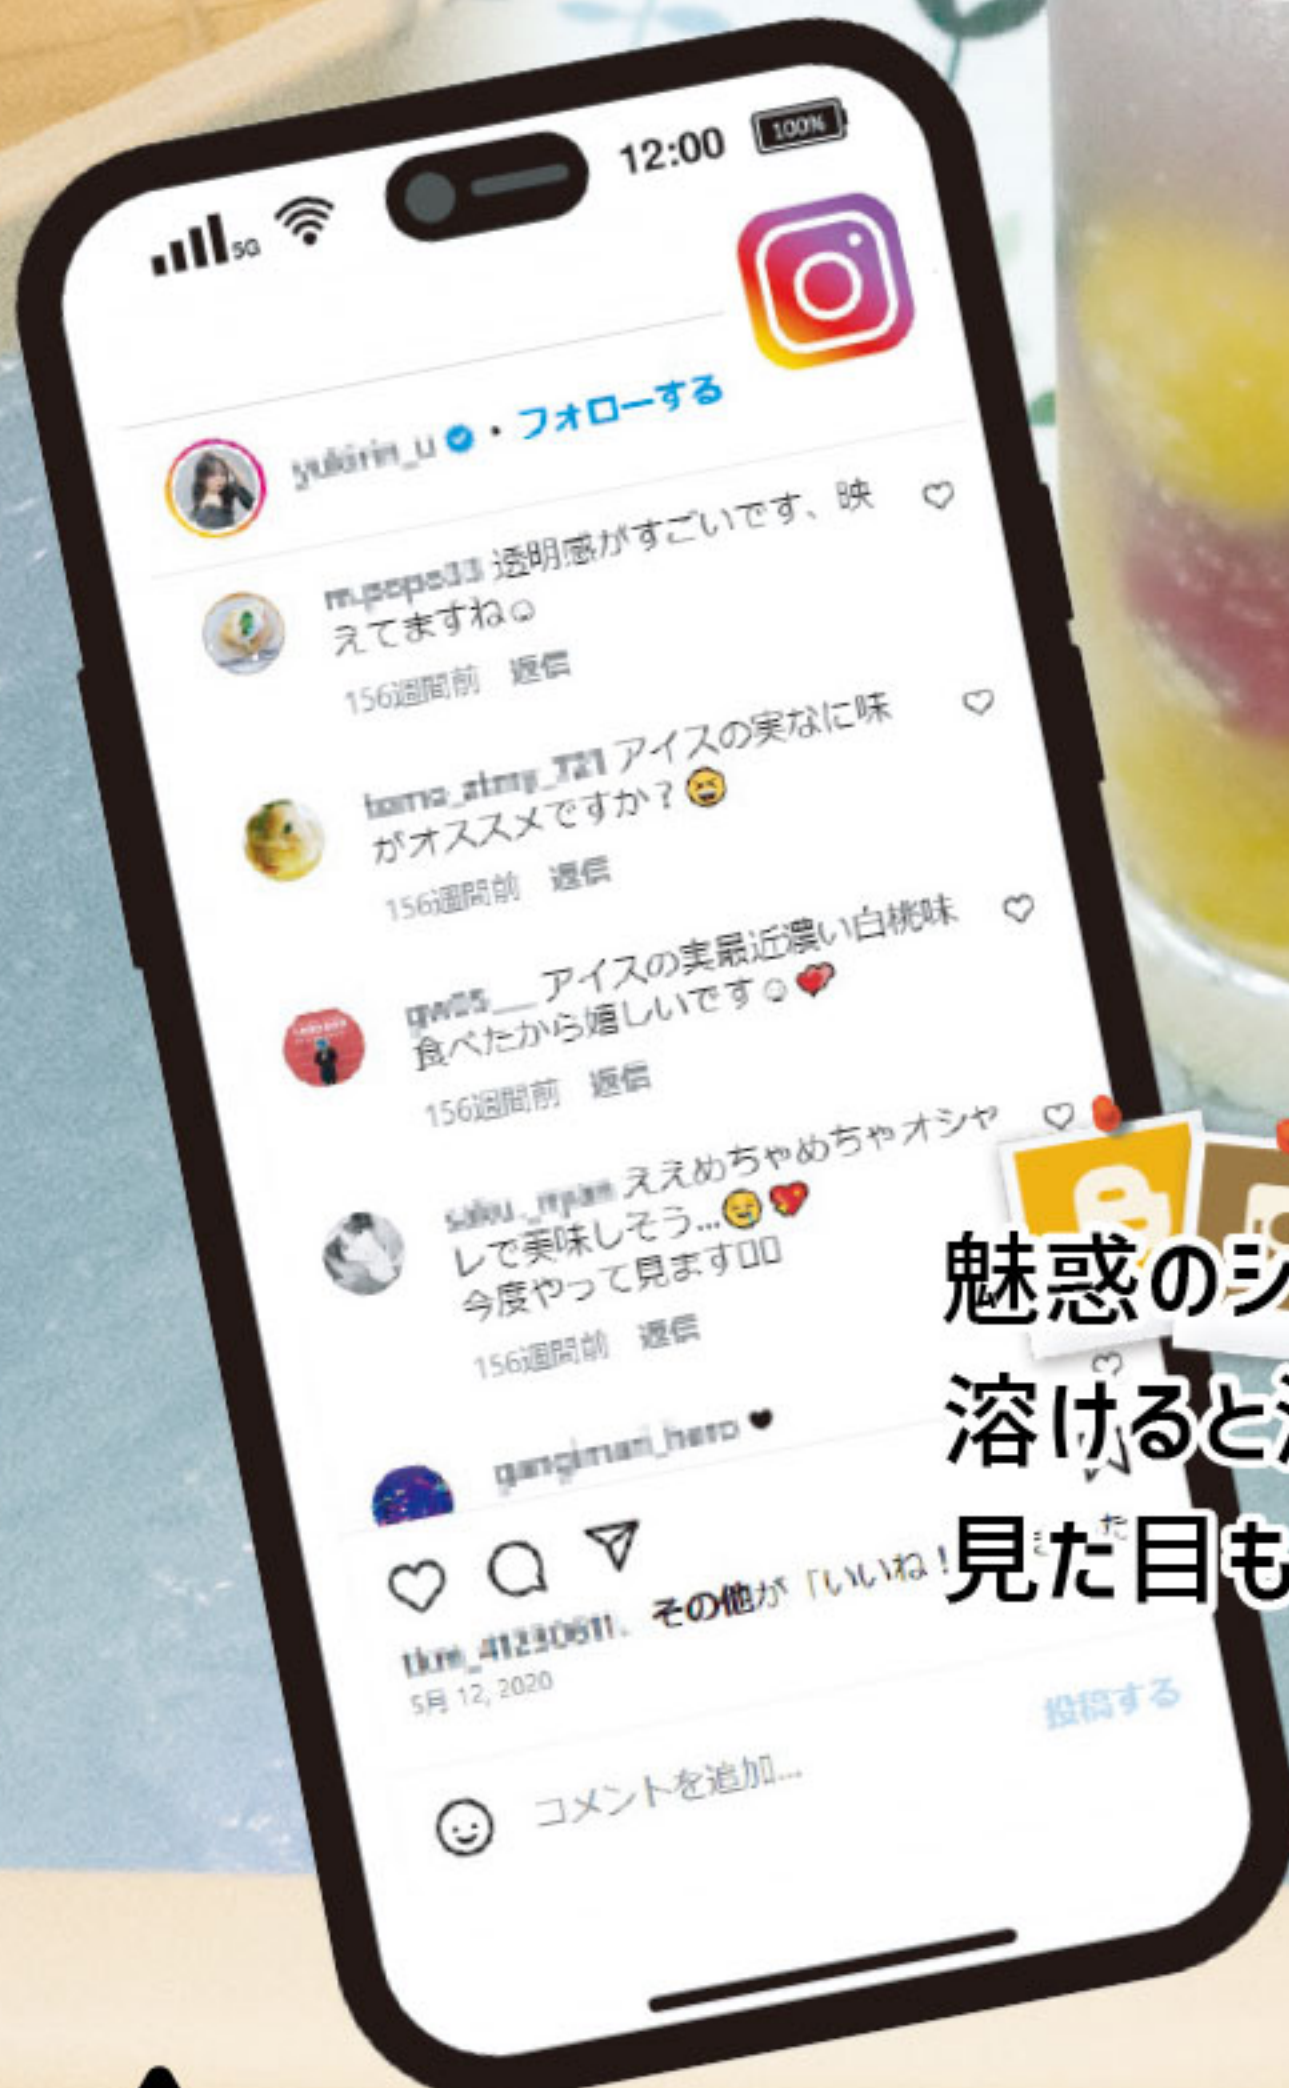 5G 12:00 100%
yukirin_u・フォローする
透明感がすごいです、映
えてますね☺
156週間前 返信
アイスの実なに味
がオススメですか？😆
156週間前 返信
アイスの実最近濃い白桃味
食べたから嬉しいです☺💕
156週間前 返信
ええめちゃめちゃオシャ
レで美味しそう...🤤💖
今度やって見ます▯▯
156週間前 返信
♥
その他が「いいね！
た
5月 12, 2020
投稿する
コメントを追加...
魅惑のシ
溶けると
見た目も